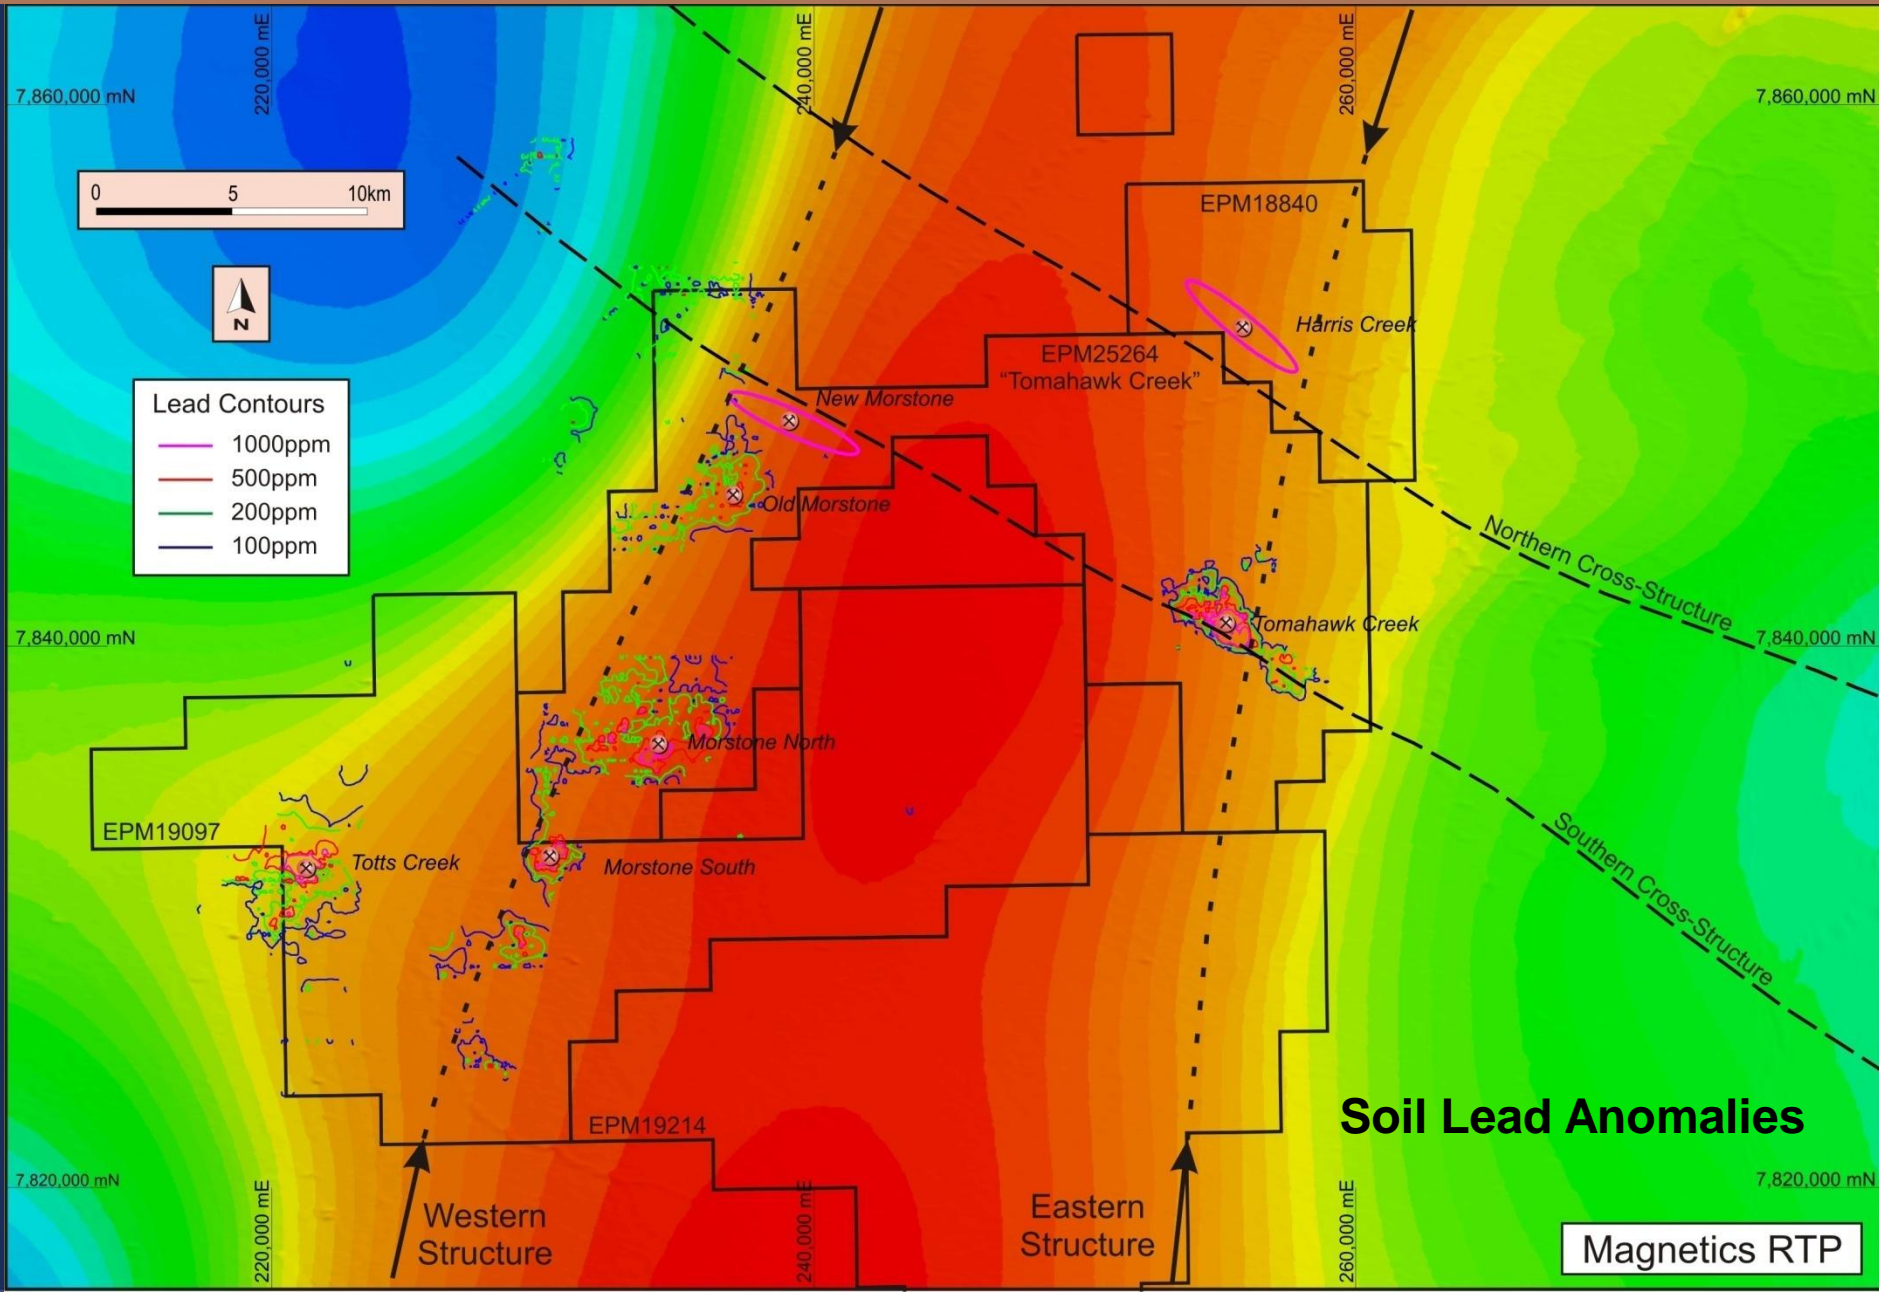 220,000 mE
240,000 mE
260,000 mE
7,860,000 mN
7,860,000 mN
0 5 10km
N
EPM18840
Harris Creek
EPM25264
“Tomahawk Creek”
Lead Contours
1000ppm
500ppm
200ppm
100ppm
New Morstone
Old Morstone
Northern Cross-Structure
Tomahawk Creek
7,840,000 mN
7,840,000 mN
Morstone North
EPM19097
Totts Creek
Morstone South
Southern Cross-Structure
Soil Lead Anomalies
EPM19214
7,820,000 mN
7,820,000 mN
220,000 mE
240,000 mE
260,000 mE
Western
Structure
Eastern
Structure
Magnetics RTP